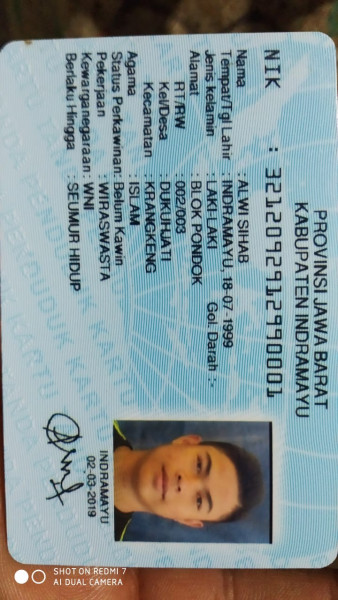 PROVINSI JAWA BARAT
KABUPATEN INDRAMAYU
NIK : 3212092912990001
Nama : ALWI SIHAB
Tempat/Tgl Lahir : INDRAMAYU, 18-07-1999
Jenis kelamin : LAKI-LAKI Gol. Darah :-
Alamat : BLOK PONDOK
RT/RW : 002/003
Kel/Desa : DUKUHJATI
Kecamatan : KRANGKENG
Agama : ISLAM
Status Perkawinan: Belum Kawin
Pekerjaan : WIRASWASTA
Kewarganegaraan : WNI
Berlaku Hingga : SEUMUR HIDUP
INDRAMAYU
02-03-2019
SHOT ON REDMI 7
AI DUAL CAMERA